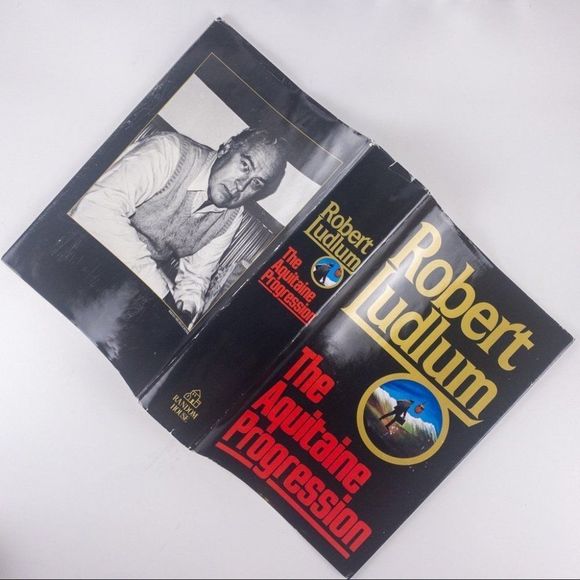 Robert
Ludlum
The
Aquitaine
Progression
RANDOM
HOUSE
Robert
Ludlum
The
Aquitaine
Progression